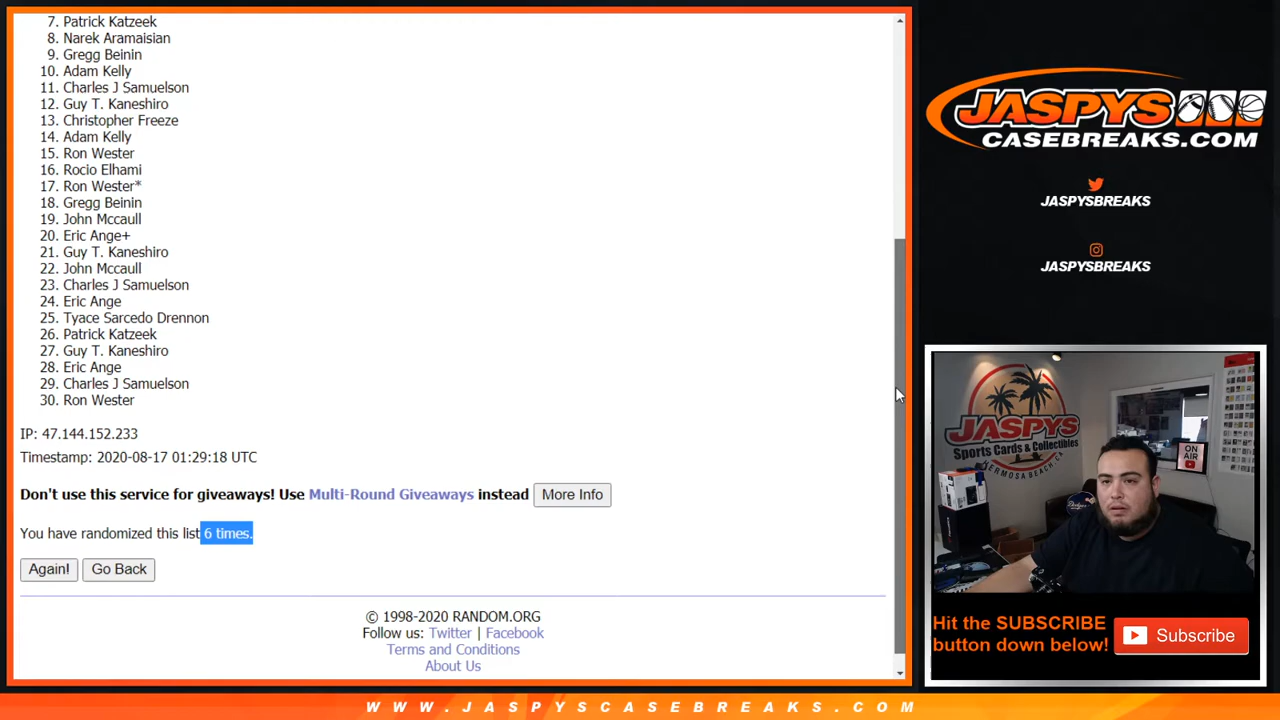 7. Patrick Katzeek
8. Narek Aramaisian
9. Gregg Beinin
10. Adam Kelly
11. Charles J Samuelson
12. Guy T. Kaneshiro
13. Christopher Freeze
14. Adam Kelly
15. Ron Wester
16. Rocio Elhami
17. Ron Wester*
18. Gregg Beinin
19. John Mccaull
20. Eric Ange+
21. Guy T. Kaneshiro
22. John Mccaull
23. Charles J Samuelson
24. Eric Ange
25. Tyace Sarcedo Drennon
26. Patrick Katzeek
27. Guy T. Kaneshiro
28. Eric Ange
29. Charles J Samuelson
30. Ron Wester
IP: 47.144.152.233
Timestamp: 2020-08-17 01:29:18 UTC
Don't use this service for giveaways! Use Multi-Round Giveaways instead More Info
You have randomized this list 6 times.
Again! Go Back
© 1998-2020 RANDOM.ORG
Follow us: Twitter | Facebook
Terms and Conditions
About Us
JASPYS
CASEBREAKS.COM
JASPYSBREAKS
JASPYSBREAKS
JASPYS
Sports Cards & Collectibles
HERMOSA BEACH, CA
ON AIR
Hit the SUBSCRIBE
button down below!
Subscribe
WWW.JASPYSCASEBREAKS.COM